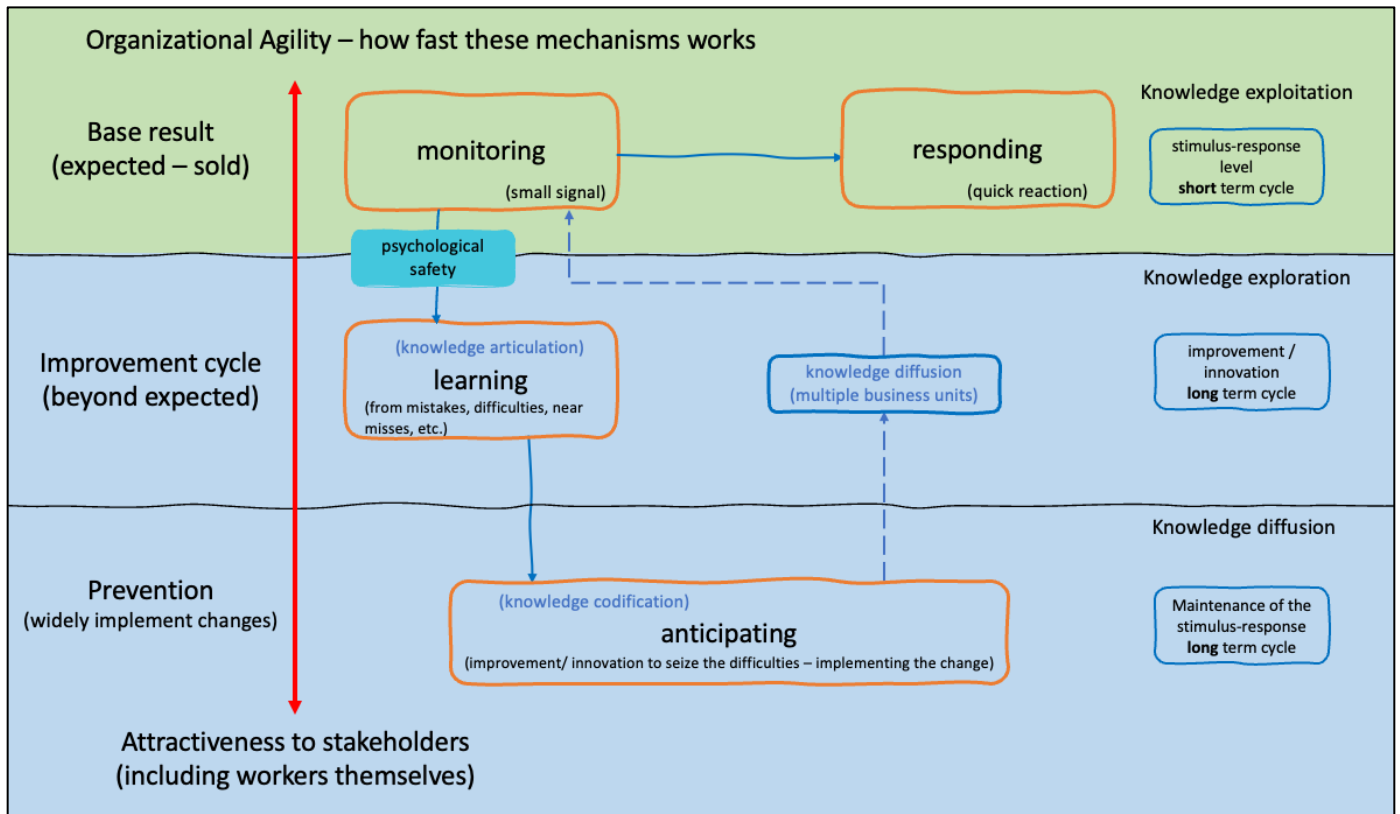 Organizational Agility – how fast these mechanisms works
Base result
(expected – sold)
monitoring
(small signal)
responding
(quick reaction)
Knowledge exploitation
stimulus-response
level
short term cycle
psychological
safety
Knowledge exploration
Improvement cycle
(beyond expected)
(knowledge articulation)
learning
(from mistakes, difficulties, near
misses, etc.)
knowledge diffusion
(multiple business units)
improvement /
innovation
long term cycle
Knowledge diffusion
Prevention
(widely implement changes)
(knowledge codification)
anticipating
(improvement/ innovation to seize the difficulties – implementing the change)
Maintenance of the
stimulus-response
long term cycle
Attractiveness to stakeholders
(including workers themselves)